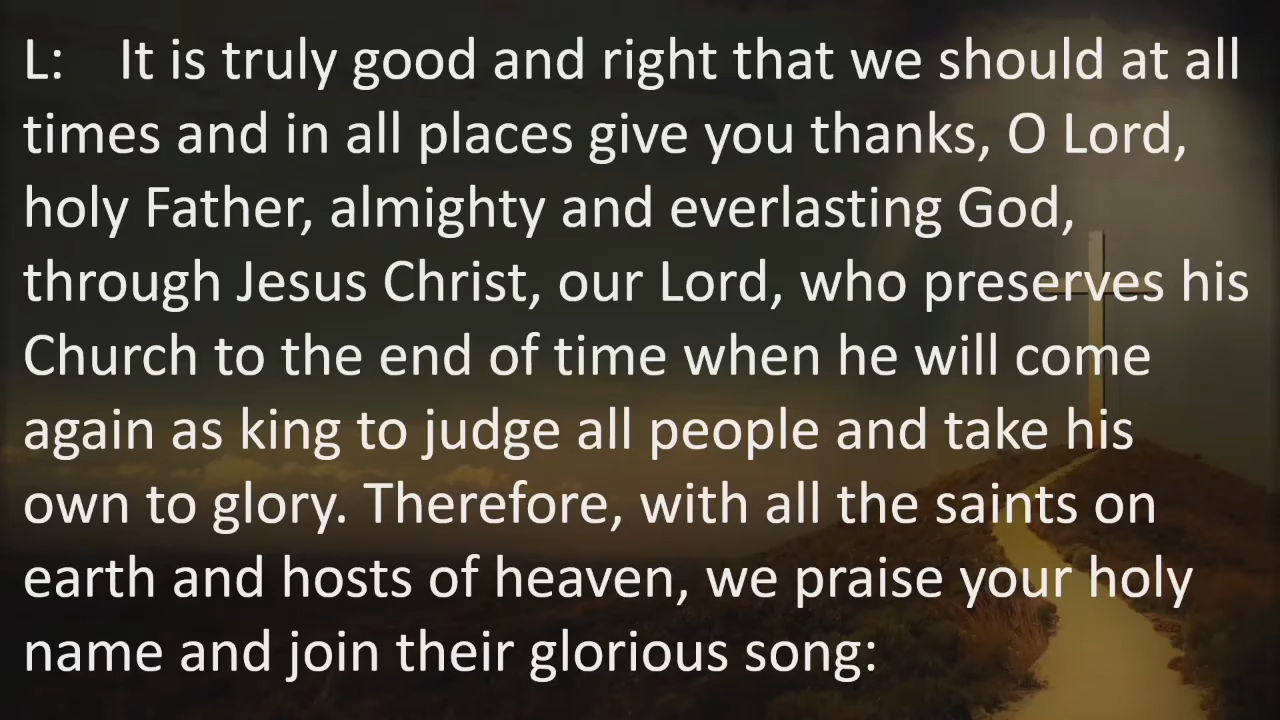 L: It is truly good and right that we should at all
times and in all places give you thanks, O Lord,
holy Father, almighty and everlasting God,
through Jesus Christ, our Lord, who preserves his
Church to the end of time when he will come
again as king to judge all people and take his
own to glory. Therefore, with all the saints on
earth and hosts of heaven, we praise your holy
name and join their glorious song: